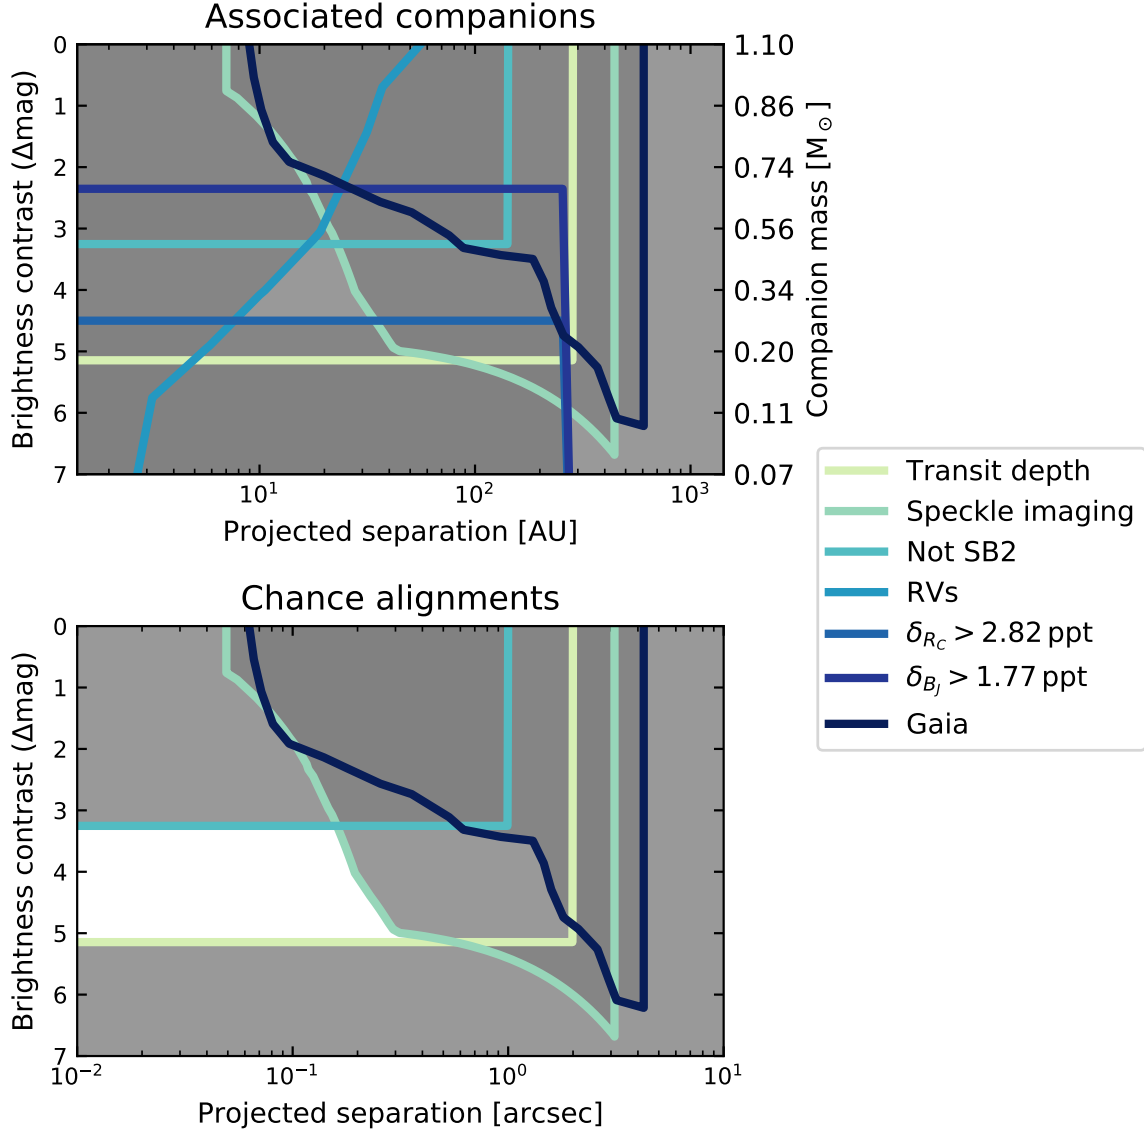 Associated companions
0
1
2
3
4
5
6
7
Brightness contrast (Δmag)
10¹
10²
10³
Projected separation [AU]
1.10
0.86
0.74
0.56
0.34
0.20
0.11
0.07
Companion mass [M⊙]
Transit depth
Speckle imaging
Not SB2
RVs
δ_{R_C} > 2.82 ppt
δ_{B_J} > 1.77 ppt
Gaia
Chance alignments
0
1
2
3
4
5
6
7
Brightness contrast (Δmag)
10⁻²
10⁻¹
10⁰
10¹
Projected separation [arcsec]